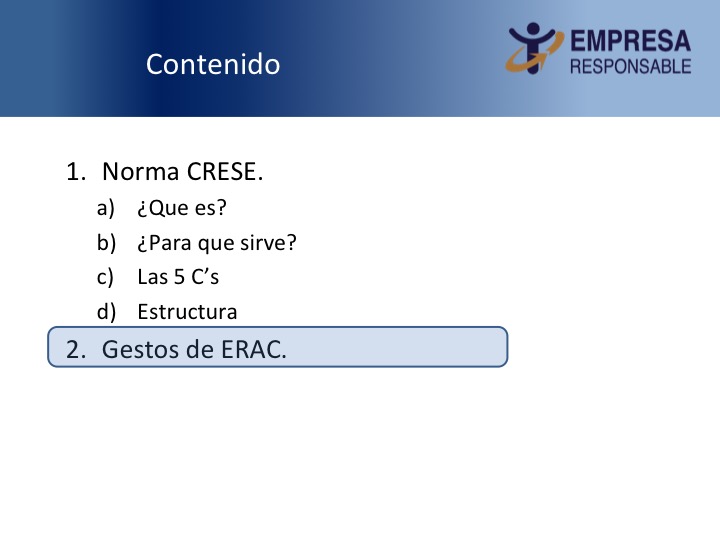 Contenido
EMPRESA
RESPONSABLE
1. Norma CRESE.
a) ¿Que es?
b) ¿Para que sirve?
c) Las 5 C’s
d) Estructura
2. Gestos de ERAC.